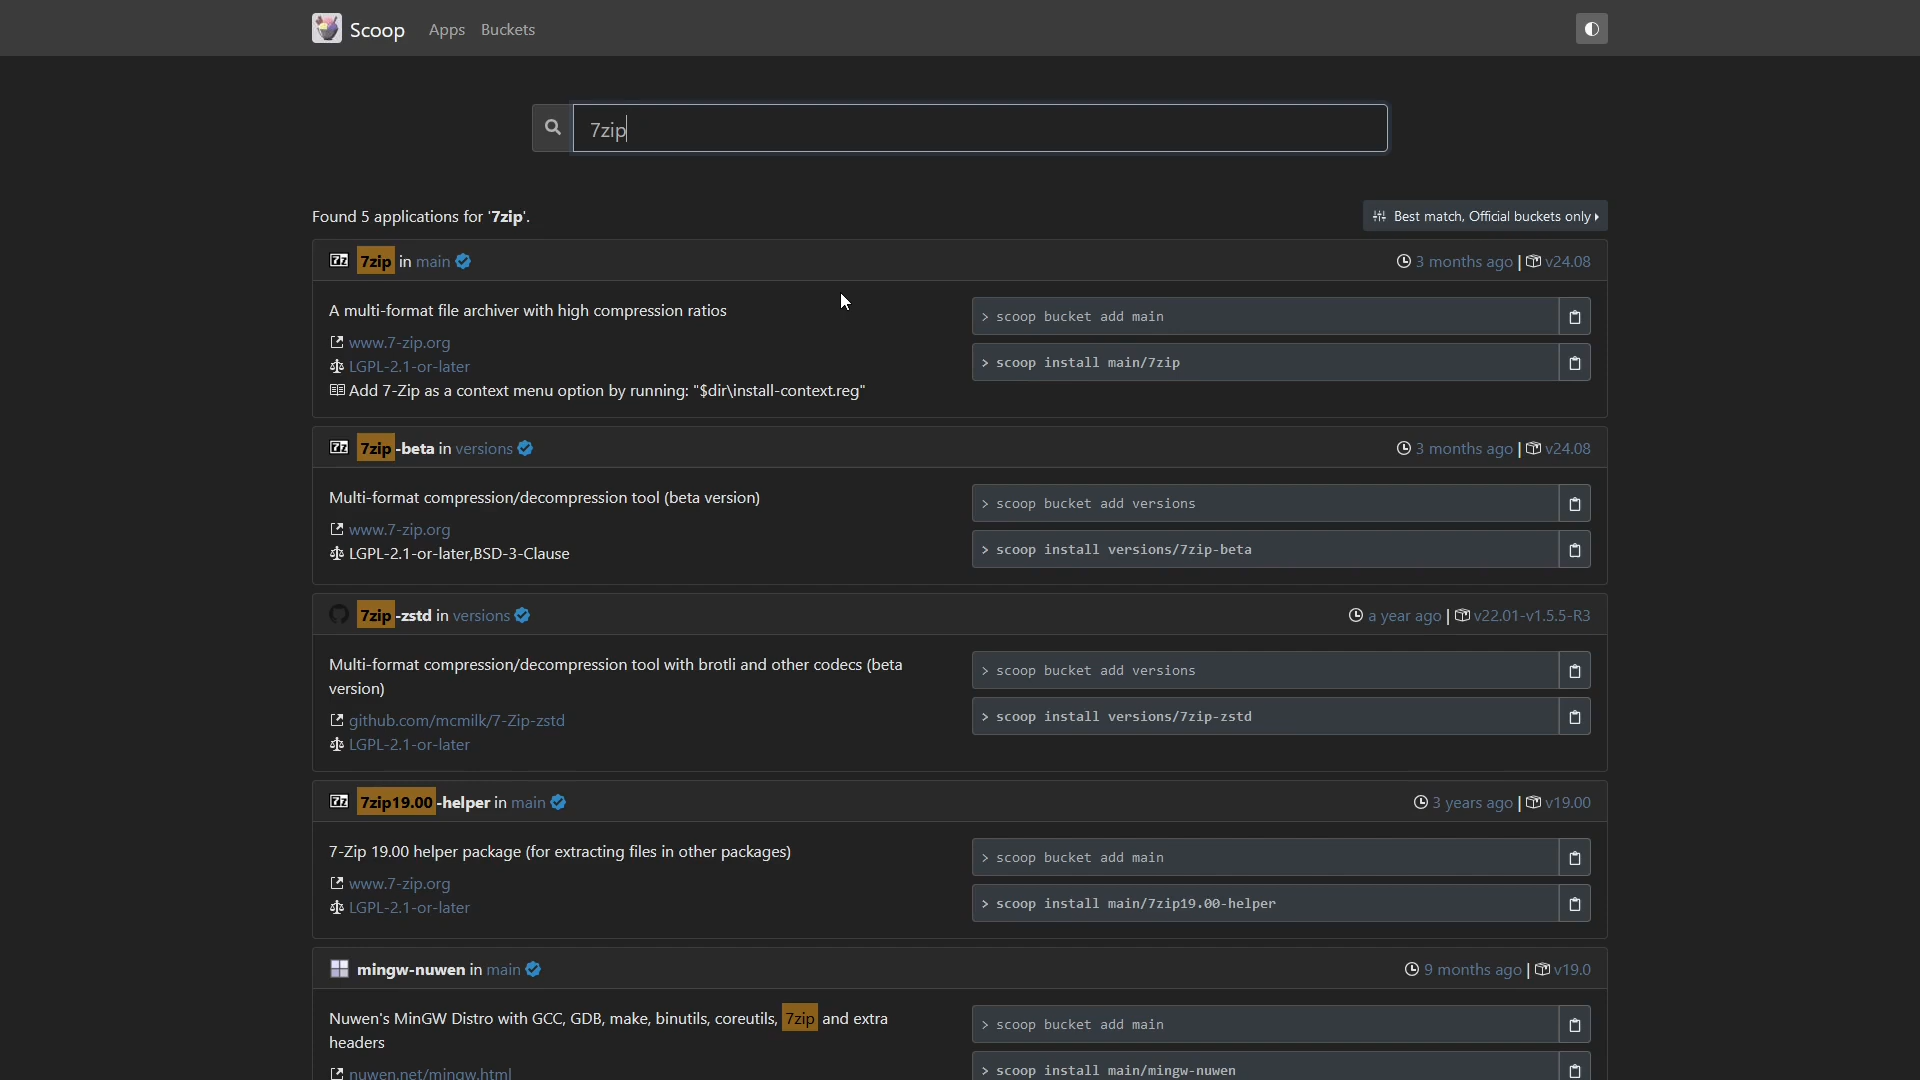 Scoop Apps Buckets
7zip
Found 5 applications for '7zip'.
Best match, Official buckets only
7zip in main
3 months ago | v24.08
A multi-format file archiver with high compression ratios
www.7-zip.org
LGPL-2.1-or-later
Add 7-Zip as a context menu option by running: "$dir\install-context.reg"
> scoop bucket add main
> scoop install main/7zip
7zip-beta in versions
3 months ago | v24.08
Multi-format compression/decompression tool (beta version)
www.7-zip.org
LGPL-2.1-or-later,BSD-3-Clause
> scoop bucket add versions
> scoop install versions/7zip-beta
7zip-zstd in versions
a year ago | v22.01-v1.5.5-R3
Multi-format compression/decompression tool with brotli and other codecs (beta
version)
github.com/mcmilk/7-Zip-zstd
LGPL-2.1-or-later
> scoop bucket add versions
> scoop install versions/7zip-zstd
7zip19.00-helper in main
3 years ago | v19.00
7-Zip 19.00 helper package (for extracting files in other packages)
www.7-zip.org
LGPL-2.1-or-later
> scoop bucket add main
> scoop install main/7zip19.00-helper
mingw-nuwen in main
9 months ago | v19.0
Nuwen's MinGW Distro with GCC, GDB, make, binutils, coreutils, 7zip and extra
headers
nuwen.net/mingw.html
> scoop bucket add main
> scoop install main/mingw-nuwen